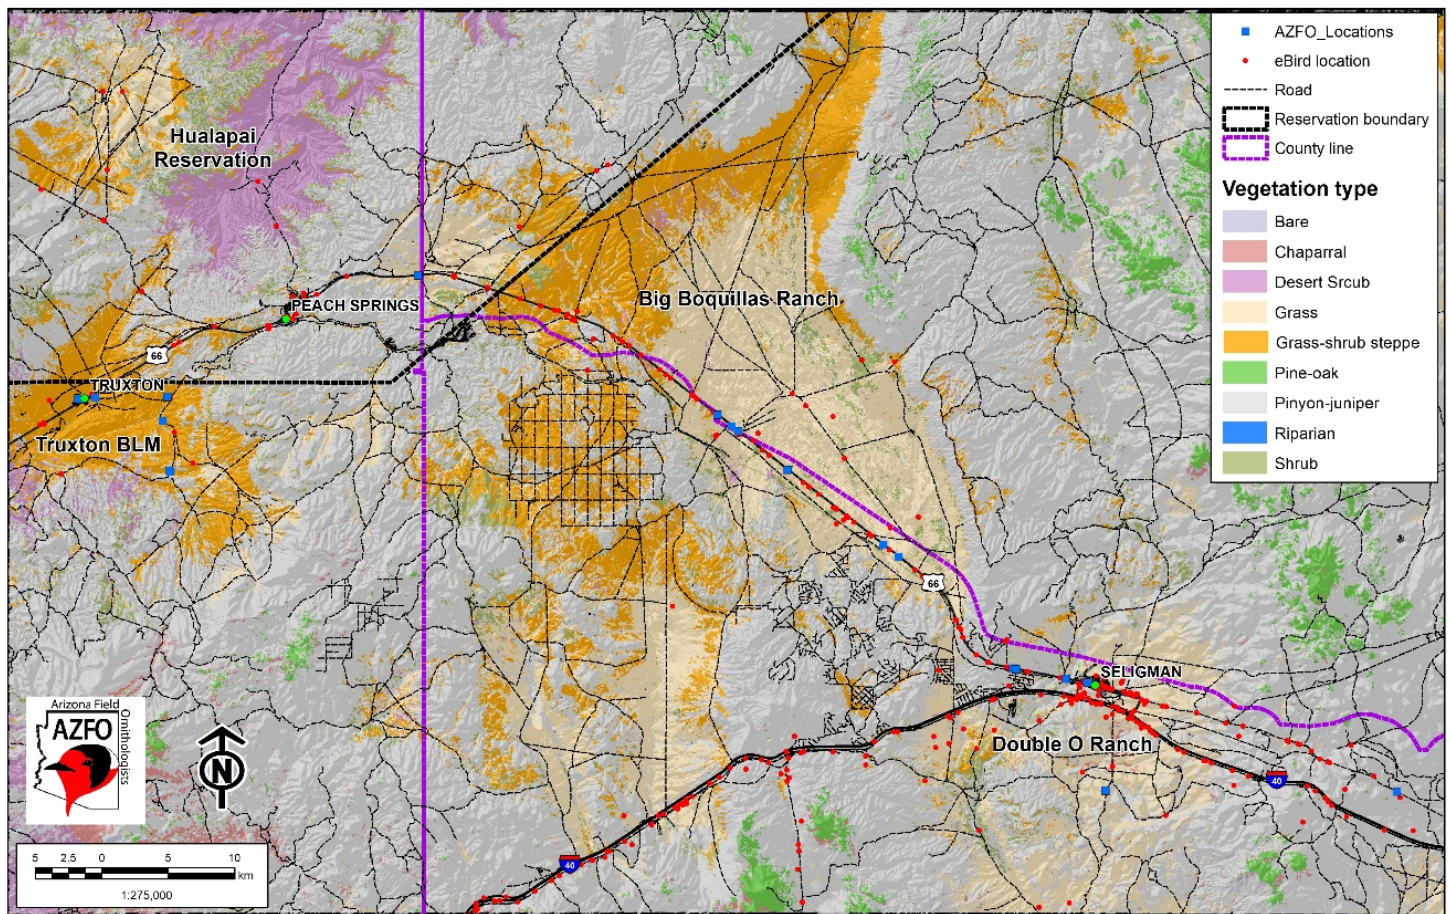 AZFO_Locations
eBird location
Road
Reservation boundary
County line
Vegetation type
Bare
Chaparral
Desert Srcub
Grass
Grass-shrub steppe
Pine-oak
Pinyon-juniper
Riparian
Shrub
Hualapai
Reservation
Big Boquillas Ranch
PEACH SPRINGS
66
TRUXTON
Truxton BLM
66
SELIGMAN
Double O Ranch
40
40
Arizona Field
Ornithologists
AZFO
N
5 2.5 0 5 10
km
1:275,000